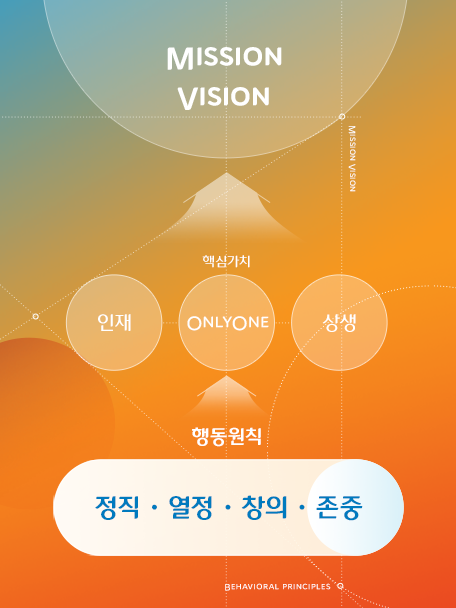 MISSION
VISION
MISSION VISION
핵심가치
인재
ONLYONE
상생
행동원칙
정직 · 열정 · 창의 · 존중
BEHAVIORAL PRINCIPLES